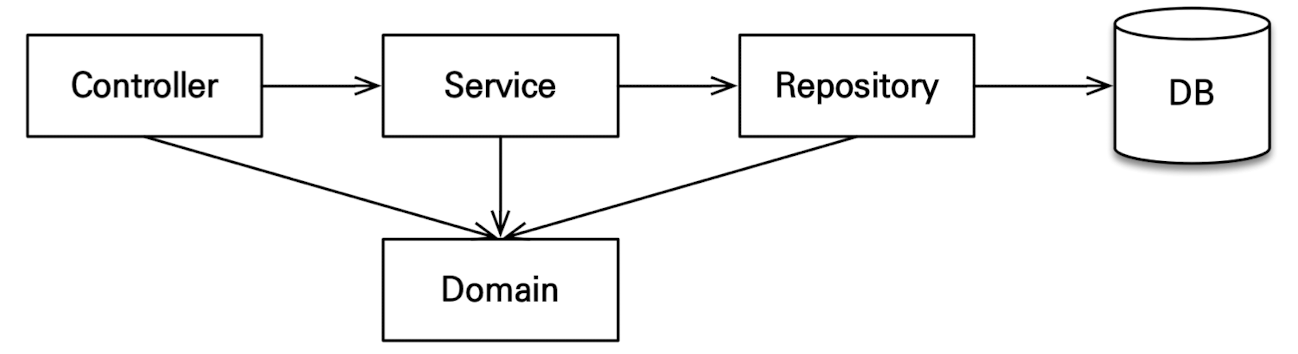 Controller
Service
Repository
DB
Domain